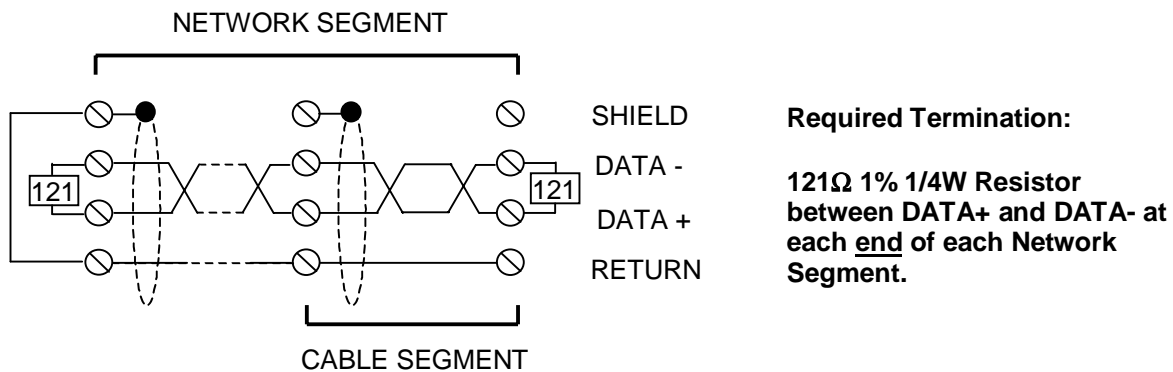 NETWORK SEGMENT
SHIELD
DATA -
DATA +
RETURN
121
121
CABLE SEGMENT
Required Termination:
121Ω 1% 1/4W Resistor
between DATA+ and DATA- at
each end of each Network
Segment.